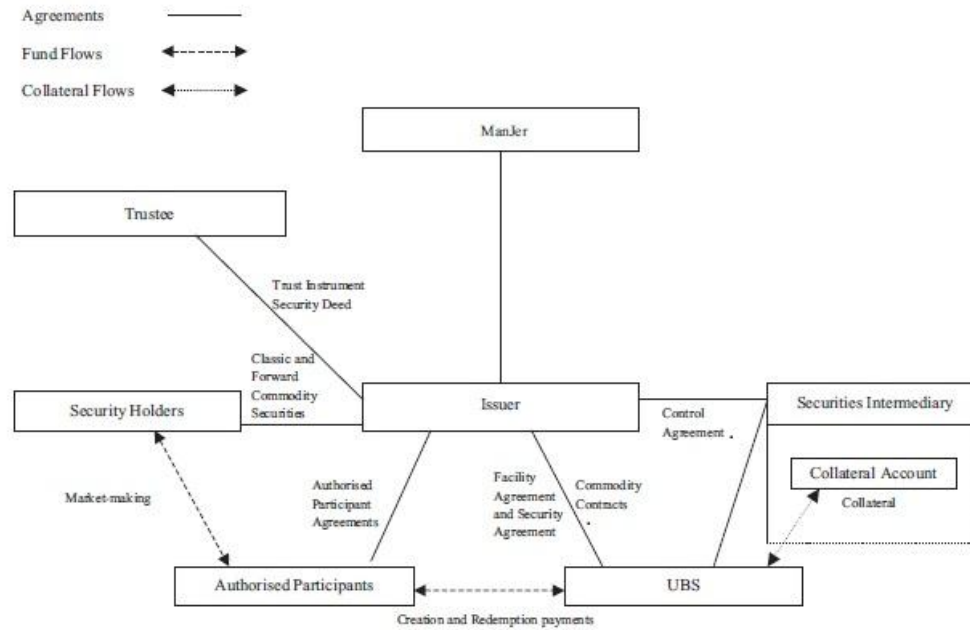 Agreements
Fund Flows
Collateral Flows
ManJer
Trustee
Trust Instrument
Security Deed
Classic and
Forward
Commodity
Securities
Security Holders
Issuer
Securities Intermediary
Control
Agreement
Collateral Account
Collateral
Market-making
Authorised
Participant
Agreements
Facility
Agreement
and Security
Agreement
Commodity
Contracts
Authorised Participants
UBS
Creation and Redemption payments